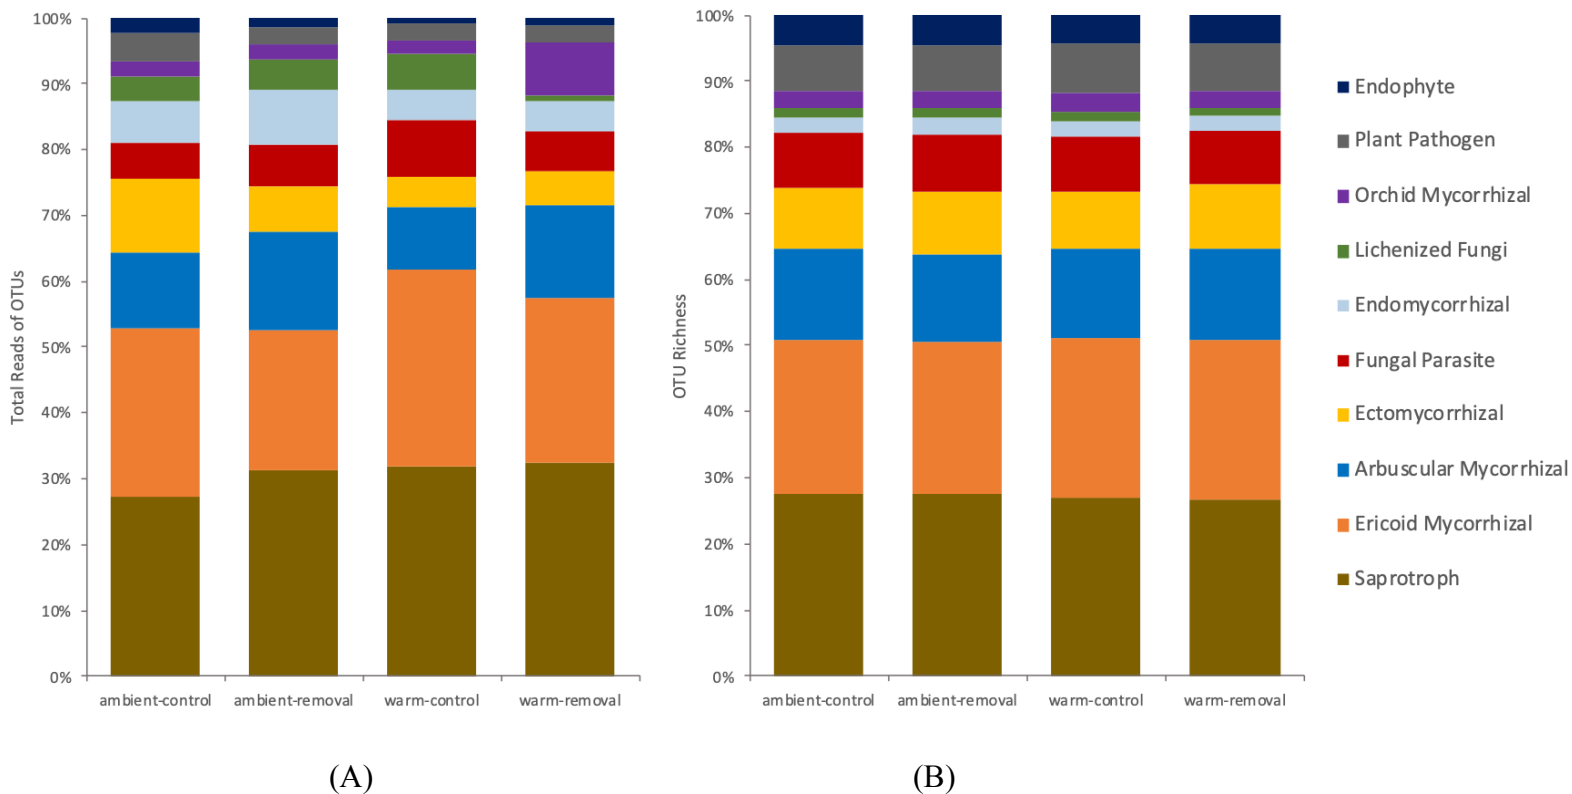 100%
90%
80%
70%
60%
50%
40%
30%
20%
10%
0%
Total Reads of OTUs
ambient-control
ambient-removal
warm-control
warm-removal
(A)
100%
90%
80%
70%
60%
50%
40%
30%
20%
10%
0%
OTU Richness
ambient-control
ambient-removal
warm-control
warm-removal
(B)
Endophyte
Plant Pathogen
Orchid Mycorrhizal
Lichenized Fungi
Endomycorrhizal
Fungal Parasite
Ectomycorrhizal
Arbuscular Mycorrhizal
Ericoid Mycorrhizal
Saprotroph